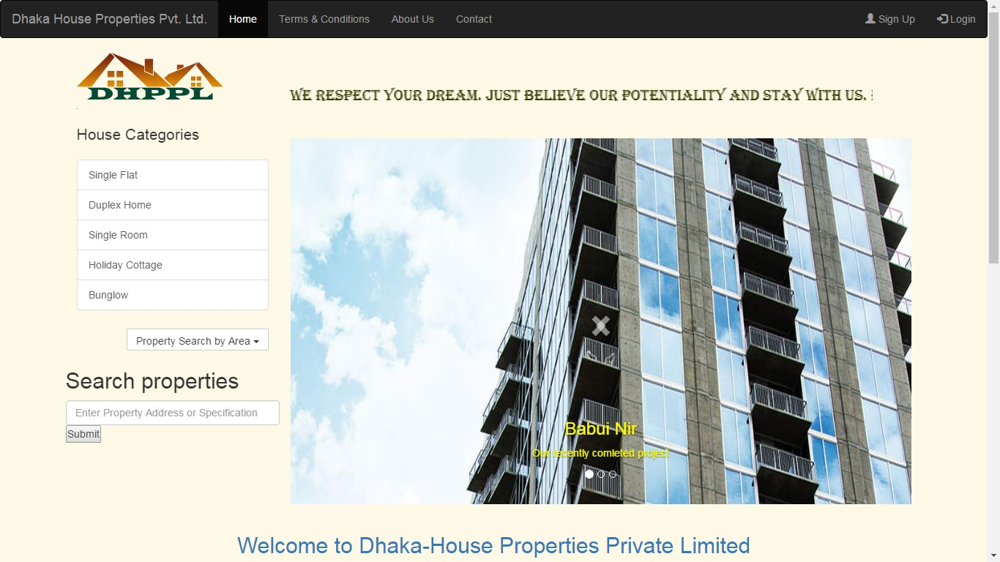 Dhaka House Properties Pvt. Ltd. Home Terms & Conditions About Us Contact Sign Up Login
DHPPL
WE RESPECT YOUR DREAM. JUST BELIEVE OUR POTENTIALITY AND STAY WITH US.
House Categories
Single Flat
Duplex Home
Single Room
Holiday Cottage
Bunglow
Property Search by Area
Search properties
Enter Property Address or Specification
Submit
Babui Nir
Our recently comleted project
Welcome to Dhaka-House Properties Private Limited